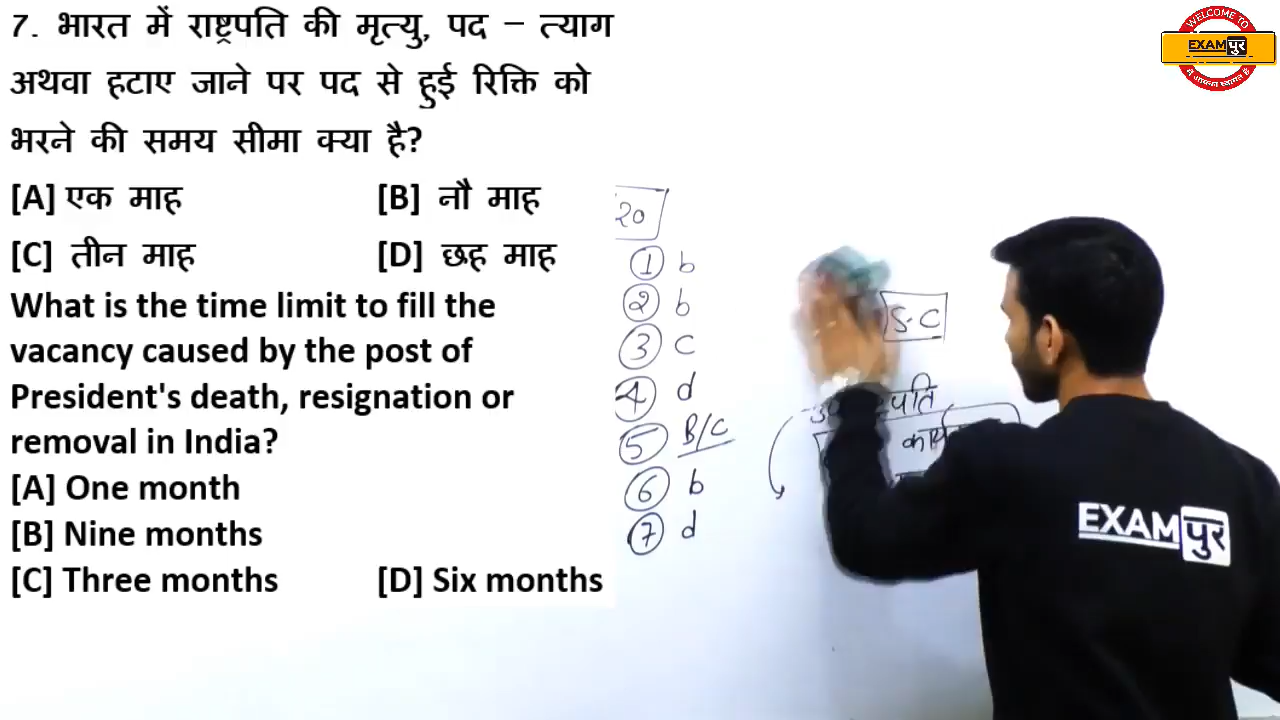 7. भारत में राष्ट्रपति की मृत्यु, पद – त्याग
अथवा हटाए जाने पर पद से हुई रिक्ति को
भरने की समय सीमा क्या है?
[A] एक माह [B] नौ माह
[C] तीन माह [D] छह माह
What is the time limit to fill the
vacancy caused by the post of
President's death, resignation or
removal in India?
[A] One month
[B] Nine months
[C] Three months [D] Six months
20
1 b
2 b
3 c
4 d
5 B/C
6 b
7 d
S.C
WELCOME TO
EXAMपुर
EXAMपुर